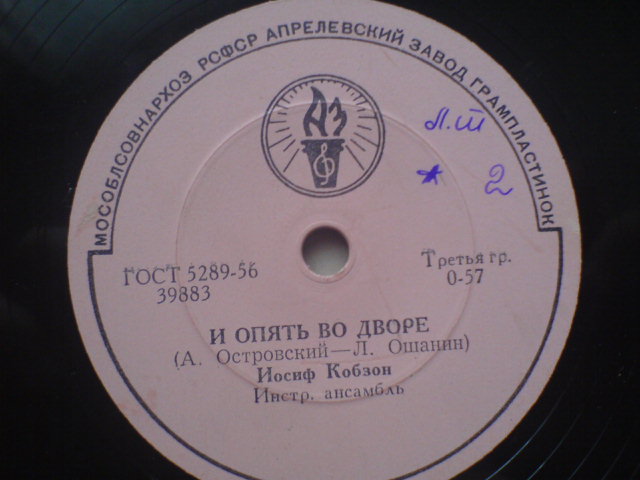 МОСОБЛСОВНАРХОЗ РСФСР АПРЕЛЕВСКИЙ ЗАВОД ГРАМПЛАСТИНОК
АЗ
Л.Ш
2
ГОСТ 5289-56
39883
Третья гр.
0-57
И ОПЯТЬ ВО ДВОРЕ
(А. Островский—Л. Ошанин)
Иосиф Кобзон
Инстр. ансамбль